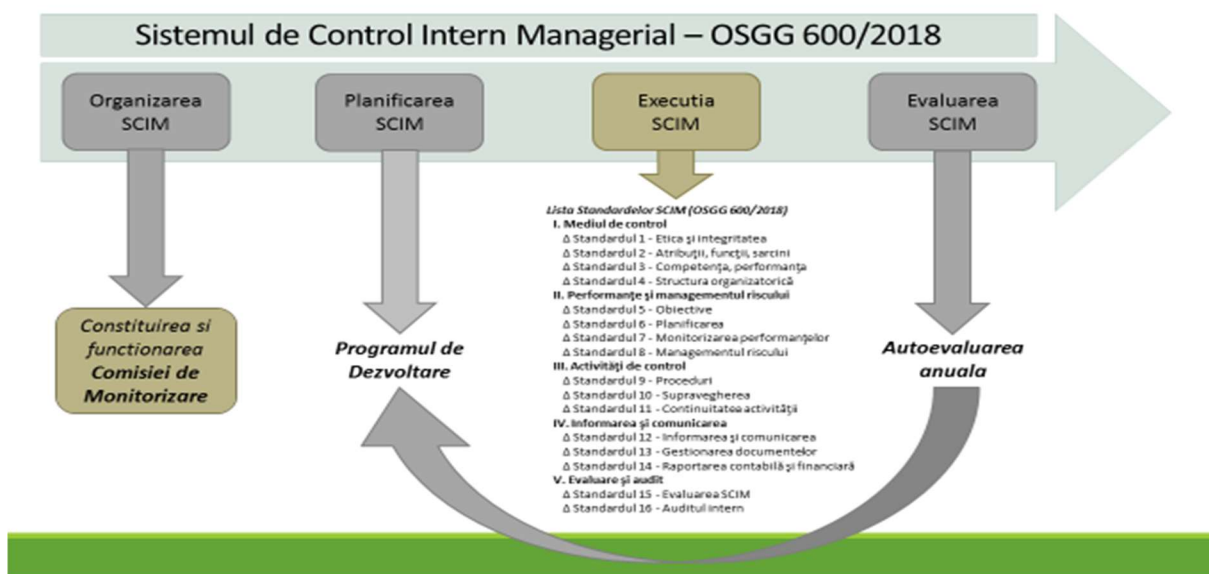 Sistemul de Control Intern Managerial – OSGG 600/2018
Organizarea
SCIM
Planificarea
SCIM
Executia
SCIM
Evaluarea
SCIM
Constituirea si
functionarea
Comisiei de
Monitorizare
Programul de
Dezvoltare
Lista Standardelor SCIM (OSGG 600/2018)
I. Mediul de control
Δ Standardul 1 - Etica şi integritatea
Δ Standardul 2 - Atribuţii, funcţii, sarcini
Δ Standardul 3 - Competenţa, performanţa
Δ Standardul 4 - Structura organizatorică
II. Performanţe şi managementul riscului
Δ Standardul 5 - Obiective
Δ Standardul 6 - Planificarea
Δ Standardul 7 - Monitorizarea performanţelor
Δ Standardul 8 - Managementul riscului
III. Activităţi de control
Δ Standardul 9 - Proceduri
Δ Standardul 10 - Supravegherea
Δ Standardul 11 - Continuitatea activităţii
IV. Informarea şi comunicarea
Δ Standardul 12 - Informarea şi comunicarea
Δ Standardul 13 - Gestionarea documentelor
Δ Standardul 14 - Raportarea contabilă şi financiară
V. Evaluare şi audit
Δ Standardul 15 - Evaluarea SCIM
Δ Standardul 16 - Auditul intern
Autoevaluarea
anuala